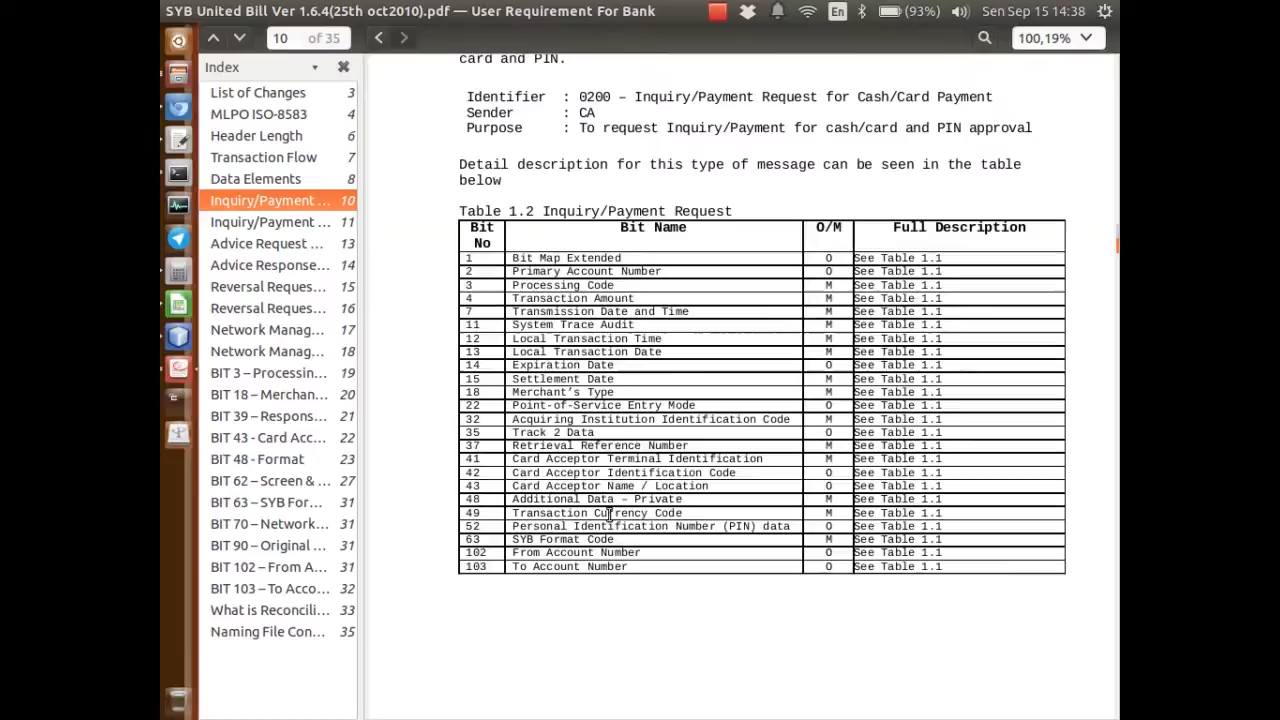 SYB United Bill Ver 1.6.4(25th oct2010).pdf — User Requirement For Bank
En
(93%)
Sen Sep 15 14:38
10 of 35
100,19%
Index
List of Changes 3
MLPO ISO-8583 4
Header Length 6
Transaction Flow 7
Data Elements 8
Inquiry/Payment ... 10
Inquiry/Payment ... 11
Advice Request ... 13
Advice Response... 14
Reversal Reques... 15
Reversal Reques... 16
Network Manag... 17
Network Manag... 18
BIT 3 – Processin... 19
BIT 18 – Merchan... 20
BIT 39 – Respons... 21
BIT 43 - Card Acc... 22
BIT 48 - Format 23
BIT 62 – Screen & ... 27
BIT 63 – SYB For... 31
BIT 70 – Network... 31
BIT 90 – Original ... 31
BIT 102 – From A... 31
BIT 103 – To Acco... 32
What is Reconcili... 33
Naming File Con... 35
card and PIN.
Identifier : 0200 – Inquiry/Payment Request for Cash/Card Payment
Sender : CA
Purpose : To request Inquiry/Payment for cash/card and PIN approval
Detail description for this type of message can be seen in the table
below
Table 1.2 Inquiry/Payment Request
Bit No Bit Name O/M Full Description
1 Bit Map Extended O See Table 1.1
2 Primary Account Number O See Table 1.1
3 Processing Code M See Table 1.1
4 Transaction Amount M See Table 1.1
7 Transmission Date and Time M See Table 1.1
11 System Trace Audit M See Table 1.1
12 Local Transaction Time M See Table 1.1
13 Local Transaction Date M See Table 1.1
14 Expiration Date O See Table 1.1
15 Settlement Date M See Table 1.1
18 Merchant's Type M See Table 1.1
22 Point-of-Service Entry Mode O See Table 1.1
32 Acquiring Institution Identification Code M See Table 1.1
35 Track 2 Data O See Table 1.1
37 Retrieval Reference Number M See Table 1.1
41 Card Acceptor Terminal Identification M See Table 1.1
42 Card Acceptor Identification Code O See Table 1.1
43 Card Acceptor Name / Location O See Table 1.1
48 Additional Data – Private M See Table 1.1
49 Transaction Currency Code M See Table 1.1
52 Personal Identification Number (PIN) data O See Table 1.1
63 SYB Format Code M See Table 1.1
102 From Account Number O See Table 1.1
103 To Account Number O See Table 1.1